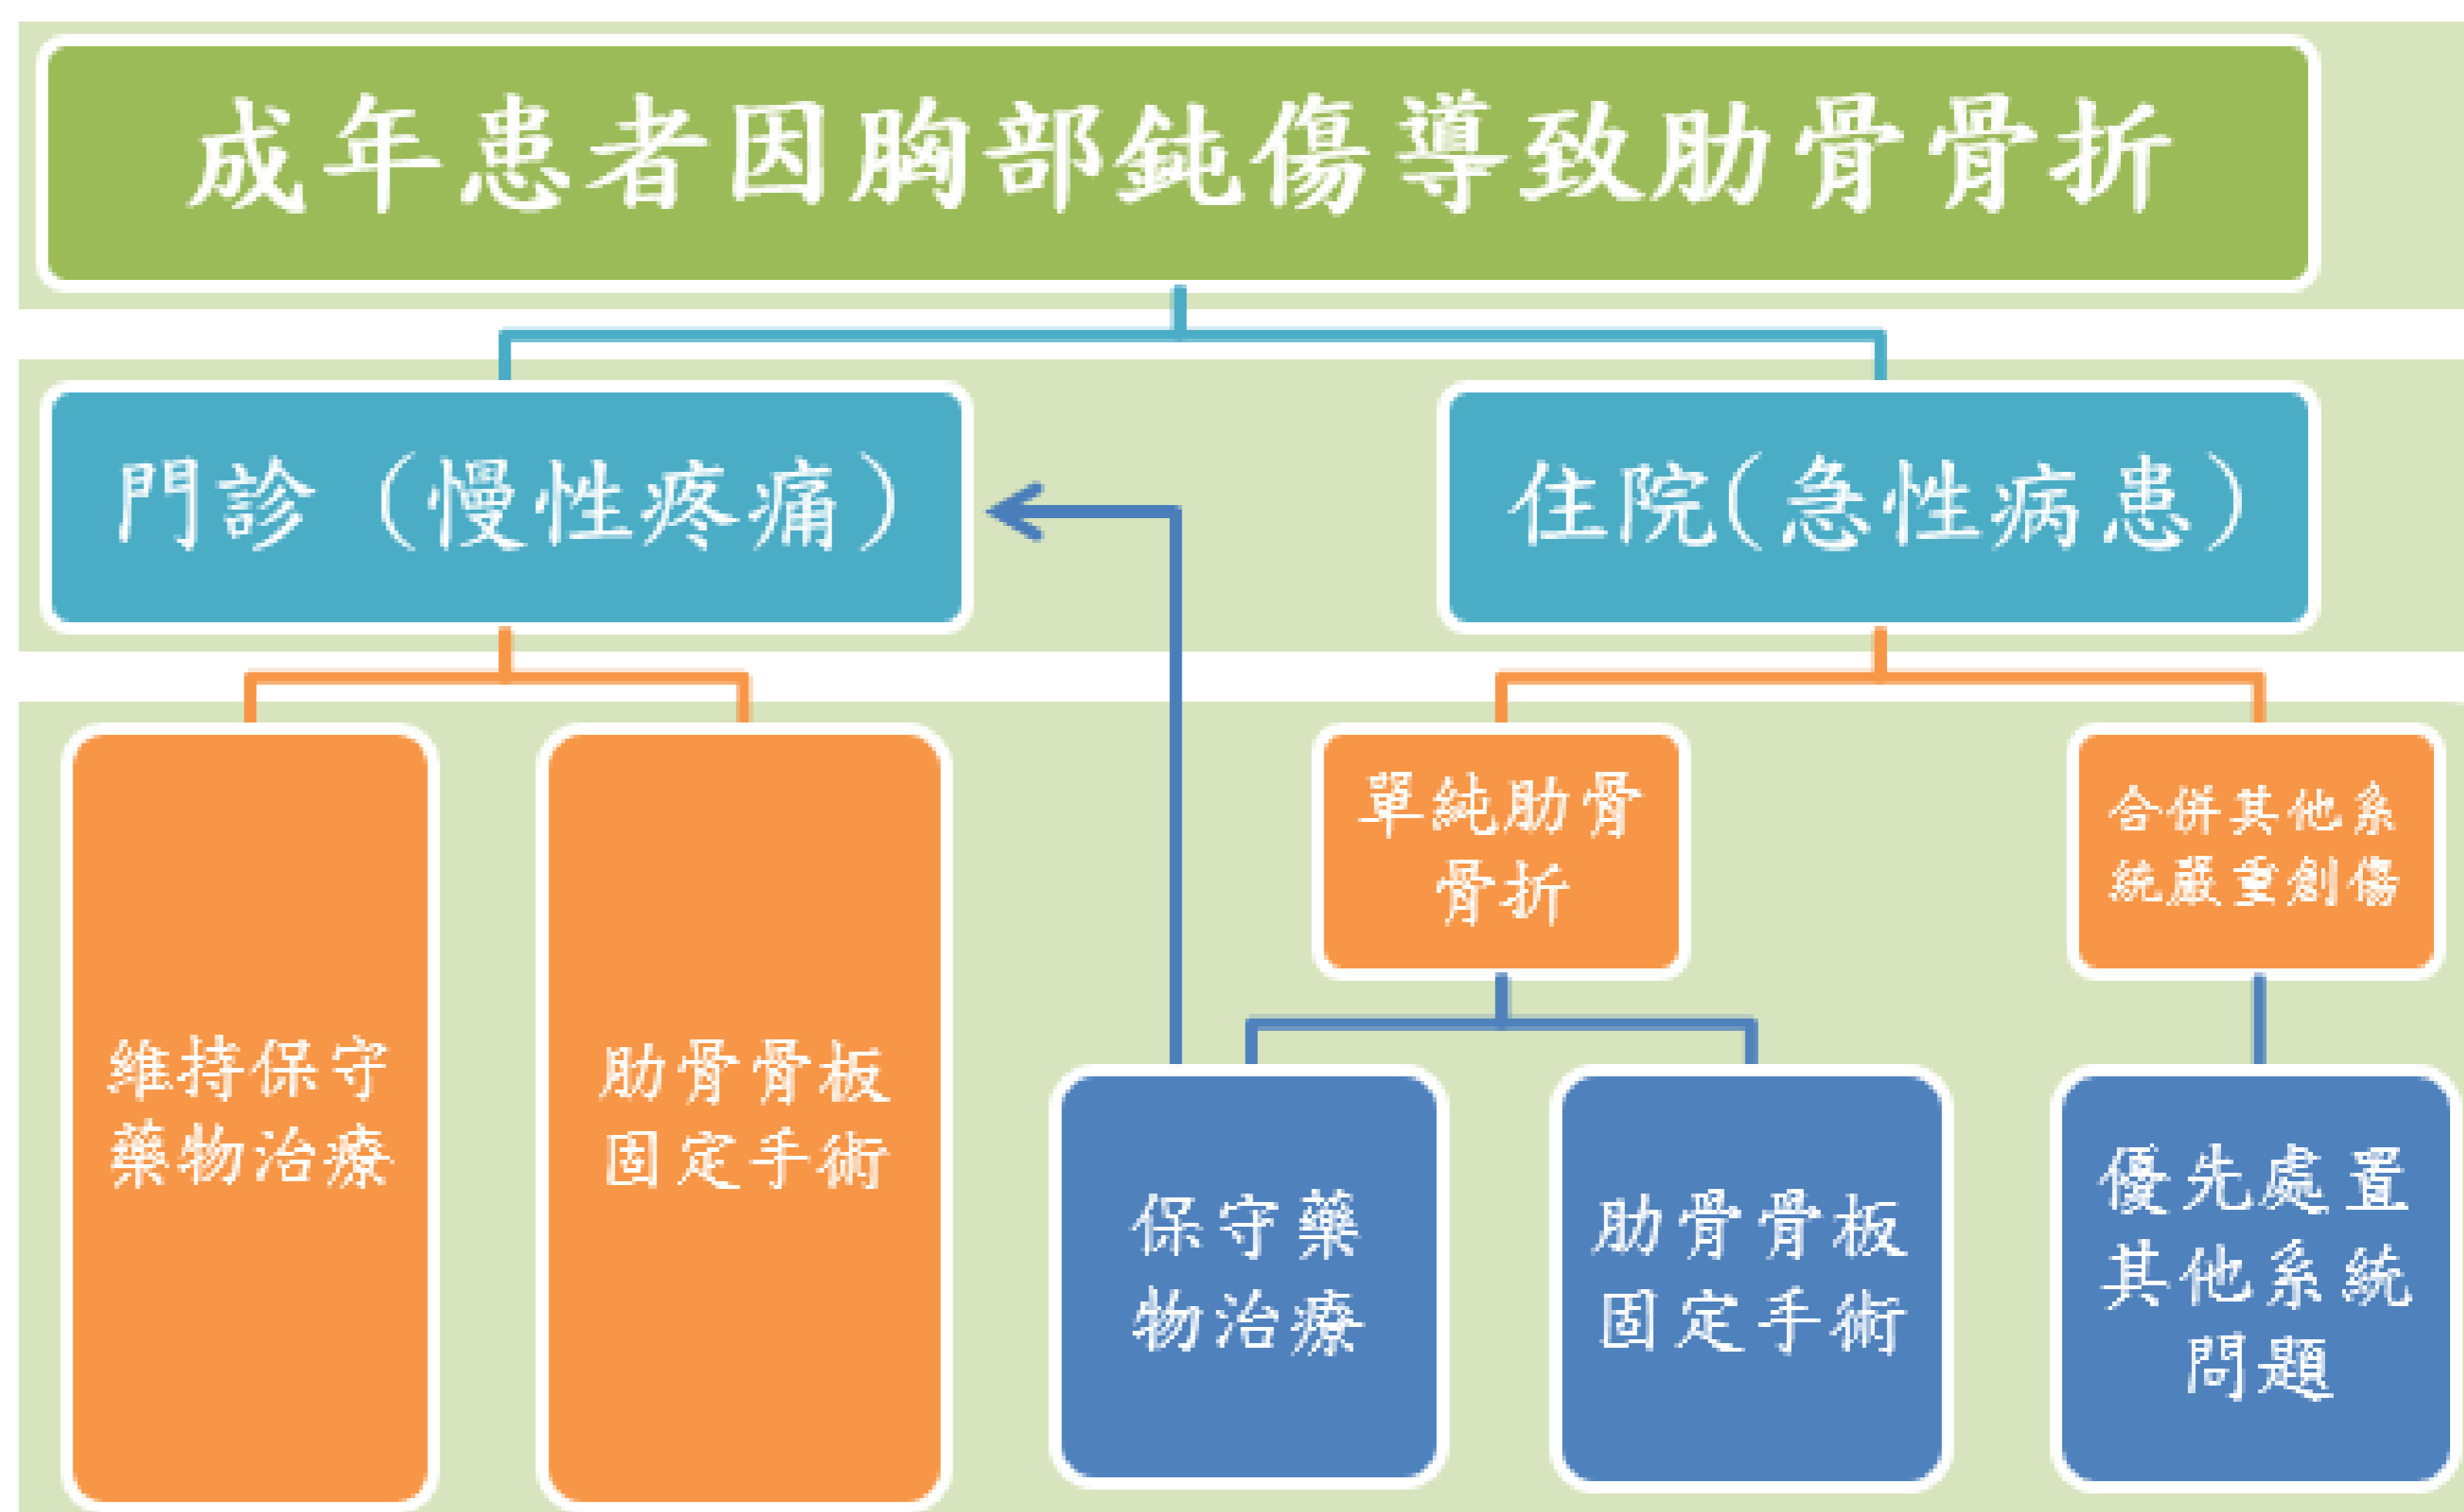 成年患者因胸部鈍傷導致肋骨骨折
門診（慢性疼痛）
住院(急性病患)
維持保守
藥物治療
肋骨骨板
固定手術
單純肋骨
骨折
合併其他系
統嚴重創傷
保守藥
物治療
肋骨骨板
固定手術
優先處置
其他系統
問題